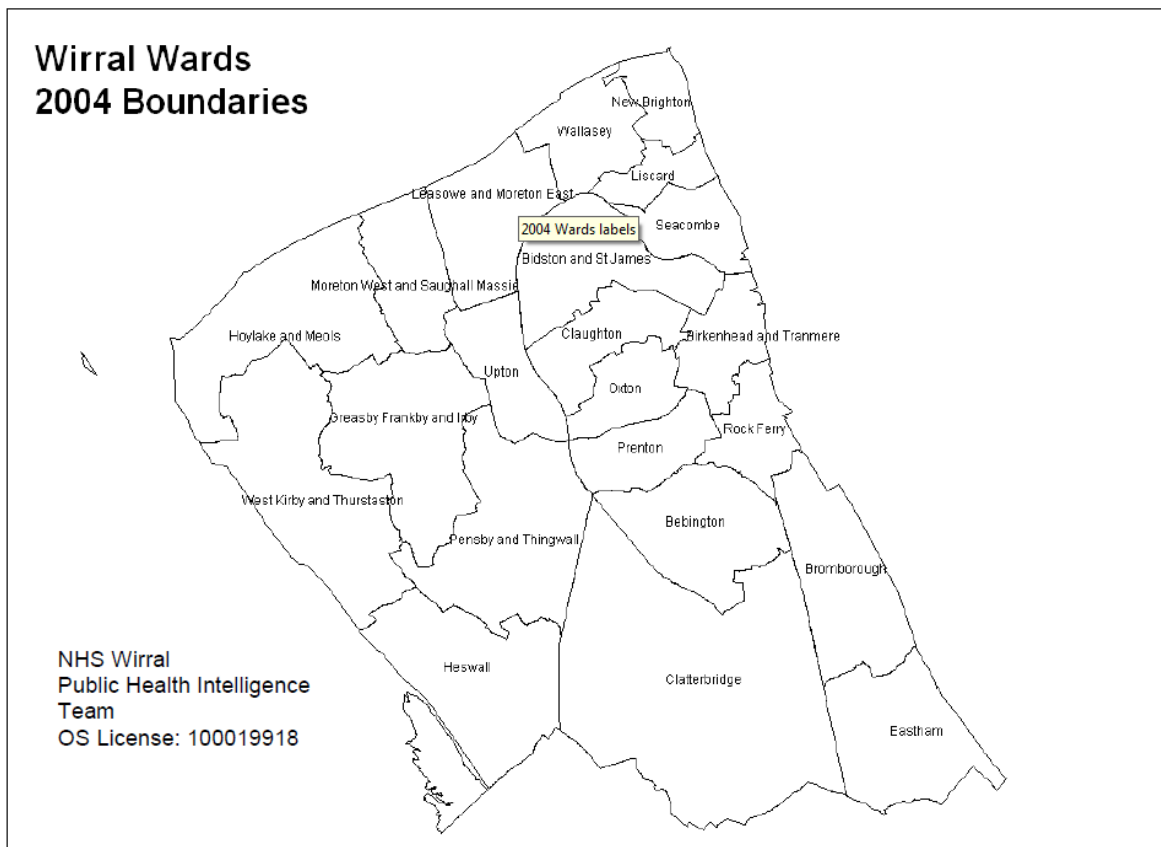 Wirral Wards
2004 Boundaries
New Brighton
Wallasey
Liscard
Leasowe and Moreton East
Seacombe
2004 Wards labels
Bidston and St James
Moreton West and Saughall Massie
Hoylake and Meols
Claughton
Birkenhead and Tranmere
Upton
Oxton
Greasby Frankby and Irby
Rock Ferry
Prenton
West Kirby and Thurstaston
Bebington
Pensby and Thingwall
Bromborough
Heswall
Clatterbridge
Eastham
NHS Wirral
Public Health Intelligence
Team
OS License: 100019918